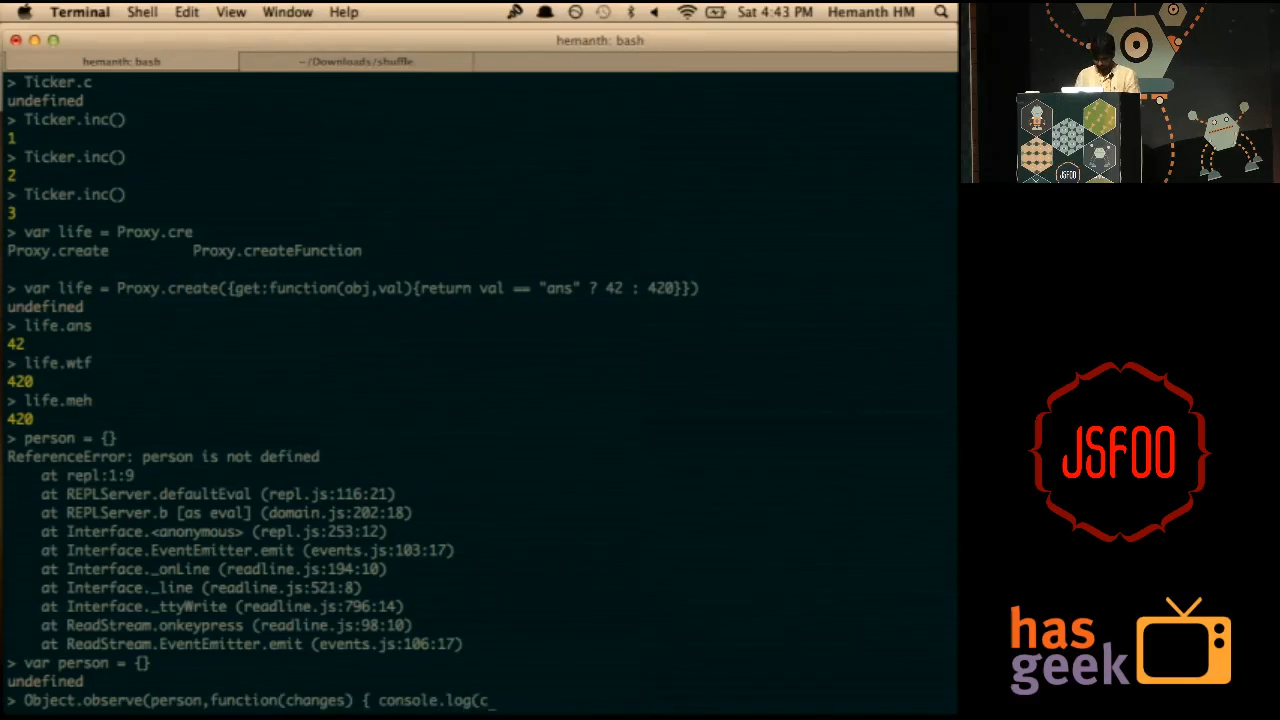 Terminal Shell Edit View Window Help Sat 4:43 PM Hemanth HM
hemanth: bash
hemanth: bash ~/Downloads/shuffle
> Ticker.c
undefined
> Ticker.inc()
1
> Ticker.inc()
2
> Ticker.inc()
3
> var life = Proxy.cre
Proxy.create Proxy.createFunction
> var life = Proxy.create({get:function(obj,val){return val == "ans" ? 42 : 420}})
undefined
> life.ans
42
> life.wtf
420
> life.meh
420
> person = {}
ReferenceError: person is not defined
at repl:1:9
at REPLServer.defaultEval (repl.js:116:21)
at REPLServer.b [as eval] (domain.js:202:18)
at Interface.<anonymous> (repl.js:253:12)
at Interface.EventEmitter.emit (events.js:103:17)
at Interface._onLine (readline.js:194:10)
at Interface._line (readline.js:521:8)
at Interface._ttyWrite (readline.js:796:14)
at ReadStream.onkeypress (readline.js:98:10)
at ReadStream.EventEmitter.emit (events.js:106:17)
> var person = {}
undefined
> Object.observe(person,function(changes) { console.log(c_
JSFOO
JSFOO
has
geek